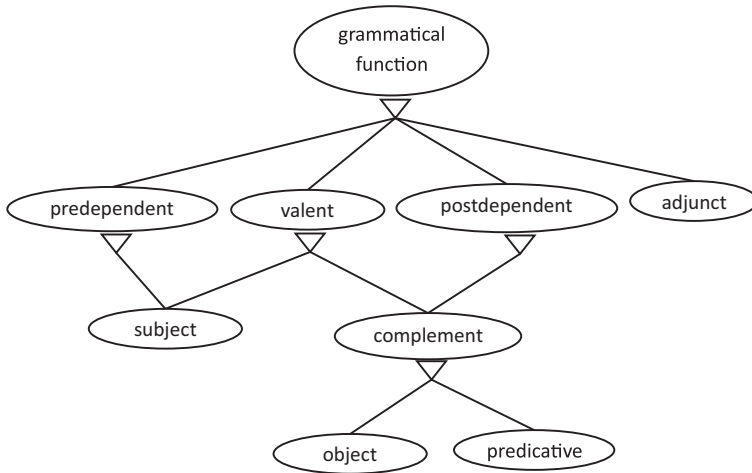 grammatical
function
predependent
valent
postdependent
adjunct
subject
complement
object
predicative